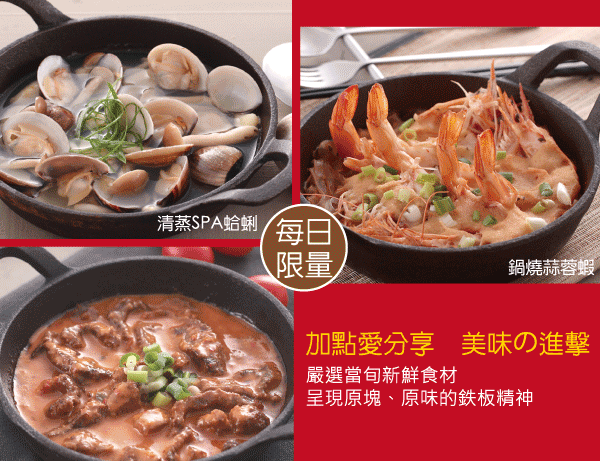 清蒸SPA蛤蜊
每日
限量
鍋燒蒜蓉蝦
加點愛分享 美味の進擊
嚴選當旬新鮮食材
呈現原塊、原味的鉄板精神